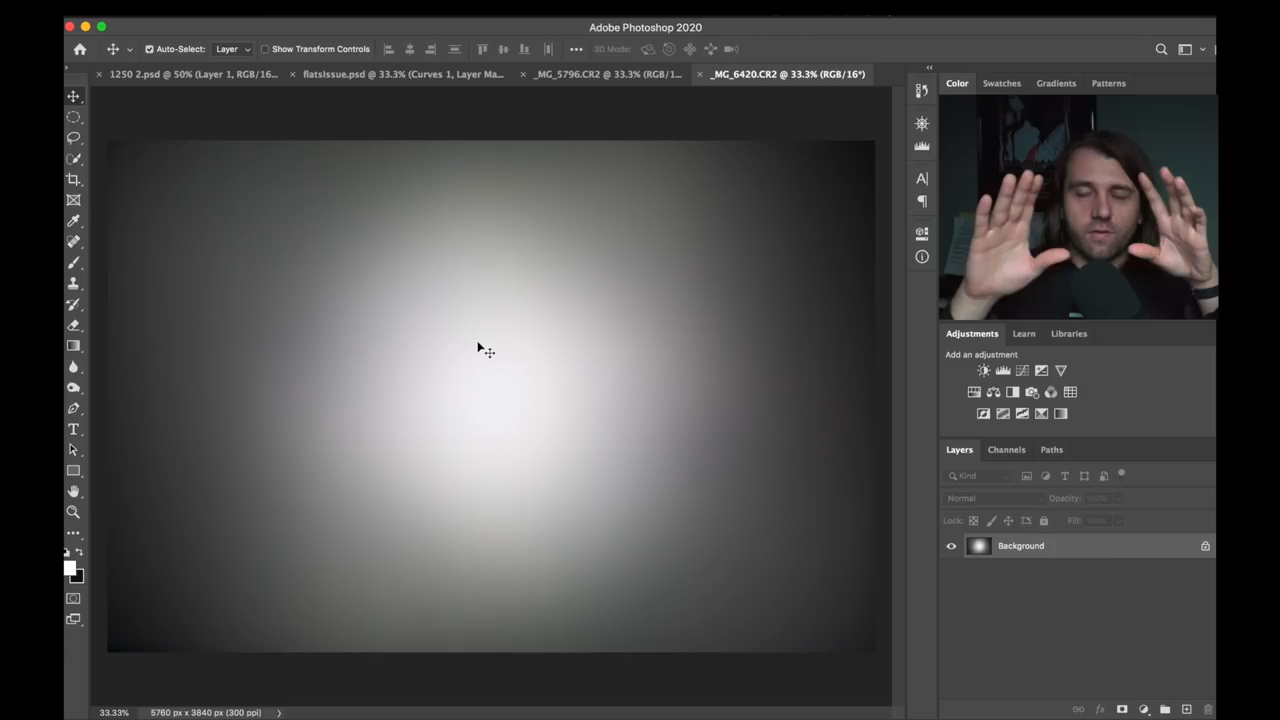 Adobe Photoshop 2020
Auto-Select: Layer Show Transform Controls 3D Mode:
1250 2.psd @ 50% (Layer 1, RGB/16... flatsissue.psd @ 33.3% (Curves 1, Layer Ma... _MG_5796.CR2 @ 33.3% (RGB/1... _MG_6420.CR2 @ 33.3% (RGB/16*)
Color Swatches Gradients Patterns
Adjustments Learn Libraries
Add an adjustment
Layers Channels Paths
Kind
Normal Opacity: 100%
Lock: Fill: 100%
Background
33.33% 5760 px x 3840 px (300 ppi)